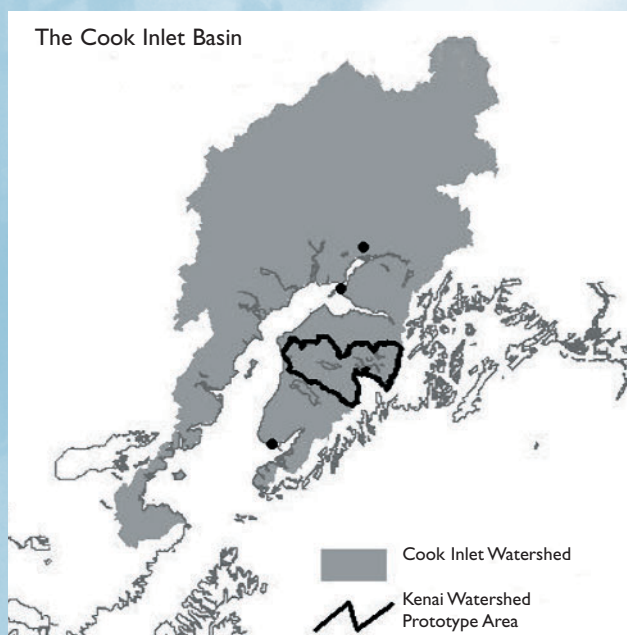 The Cook Inlet Basin
Cook Inlet Watershed
Kenai Watershed
Prototype Area